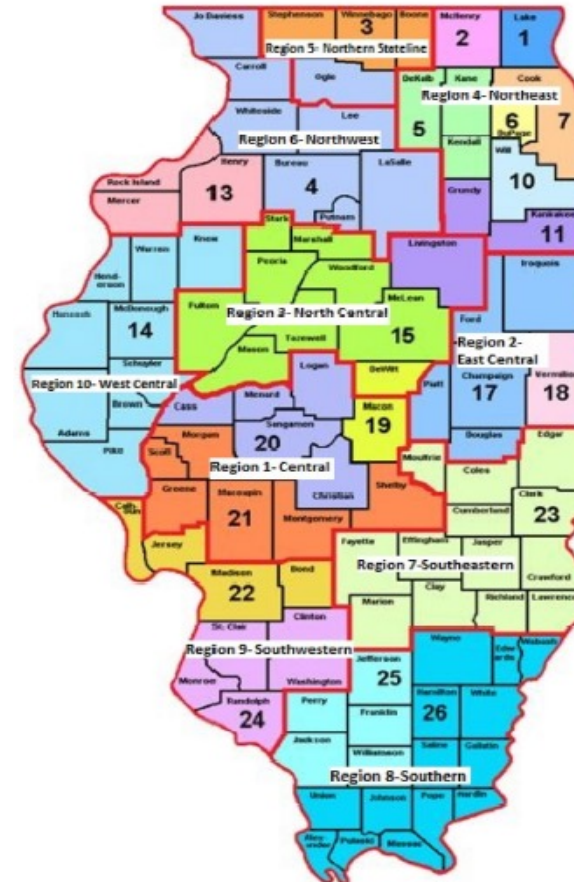 Jo Daviess
Stephenson
Winnebago
Boone
McHenry
Lake
3
2
1
Region 5- Northern Stateline
Carroll
Ogle
DeKalb
Kane
Cook
Region 4- Northeast
Whiteside
Lee
5
6
7
DuPage
Region 6- Northwest
Kendall
Will
10
Rock Island
Henry
Bureau
LaSalle
13
4
Mercer
Putnam
Grundy
Kankakee
11
Stark
Marshall
Knox
Warren
Livingston
Iroquois
Hender-
orson
Peoria
Woodford
McLean
Fulton
Ford
Hancock
McDonough
Region 3- North Central
14
15
Region 2-
East Central
Mason
Tazewell
Schuyler
Logan
DeWitt
Piatt
Champaign
Vermilion
Region 10- West Central
17
18
Cass
Menard
Macon
Brown
Adams
Sangamon
19
20
Douglas
Pike
Morgan
Scott
Moultrie
Edgar
Region 1- Central
Coles
Christian
Shelby
Greene
Macoupin
Clark
21
Montgomery
Cumberland
23
Calh-
oun
Jersey
Fayette
Effingham
Jasper
Crawford
Region 7-Southeastern
Madison
Bond
Clay
22
Richland
Lawrence
Clinton
Marion
St. Clair
Wayne
Edw
ards
Wabash
Region 9- Southwestern
Jefferson
25
Monroe
Washington
Hamilton
White
Randolph
Perry
26
24
Franklin
Jackson
Saline
Gallatin
Williamson
Region 8-Southern
Union
Johnson
Pope
Hardin
Alex-
ander
Pulaski
Massac